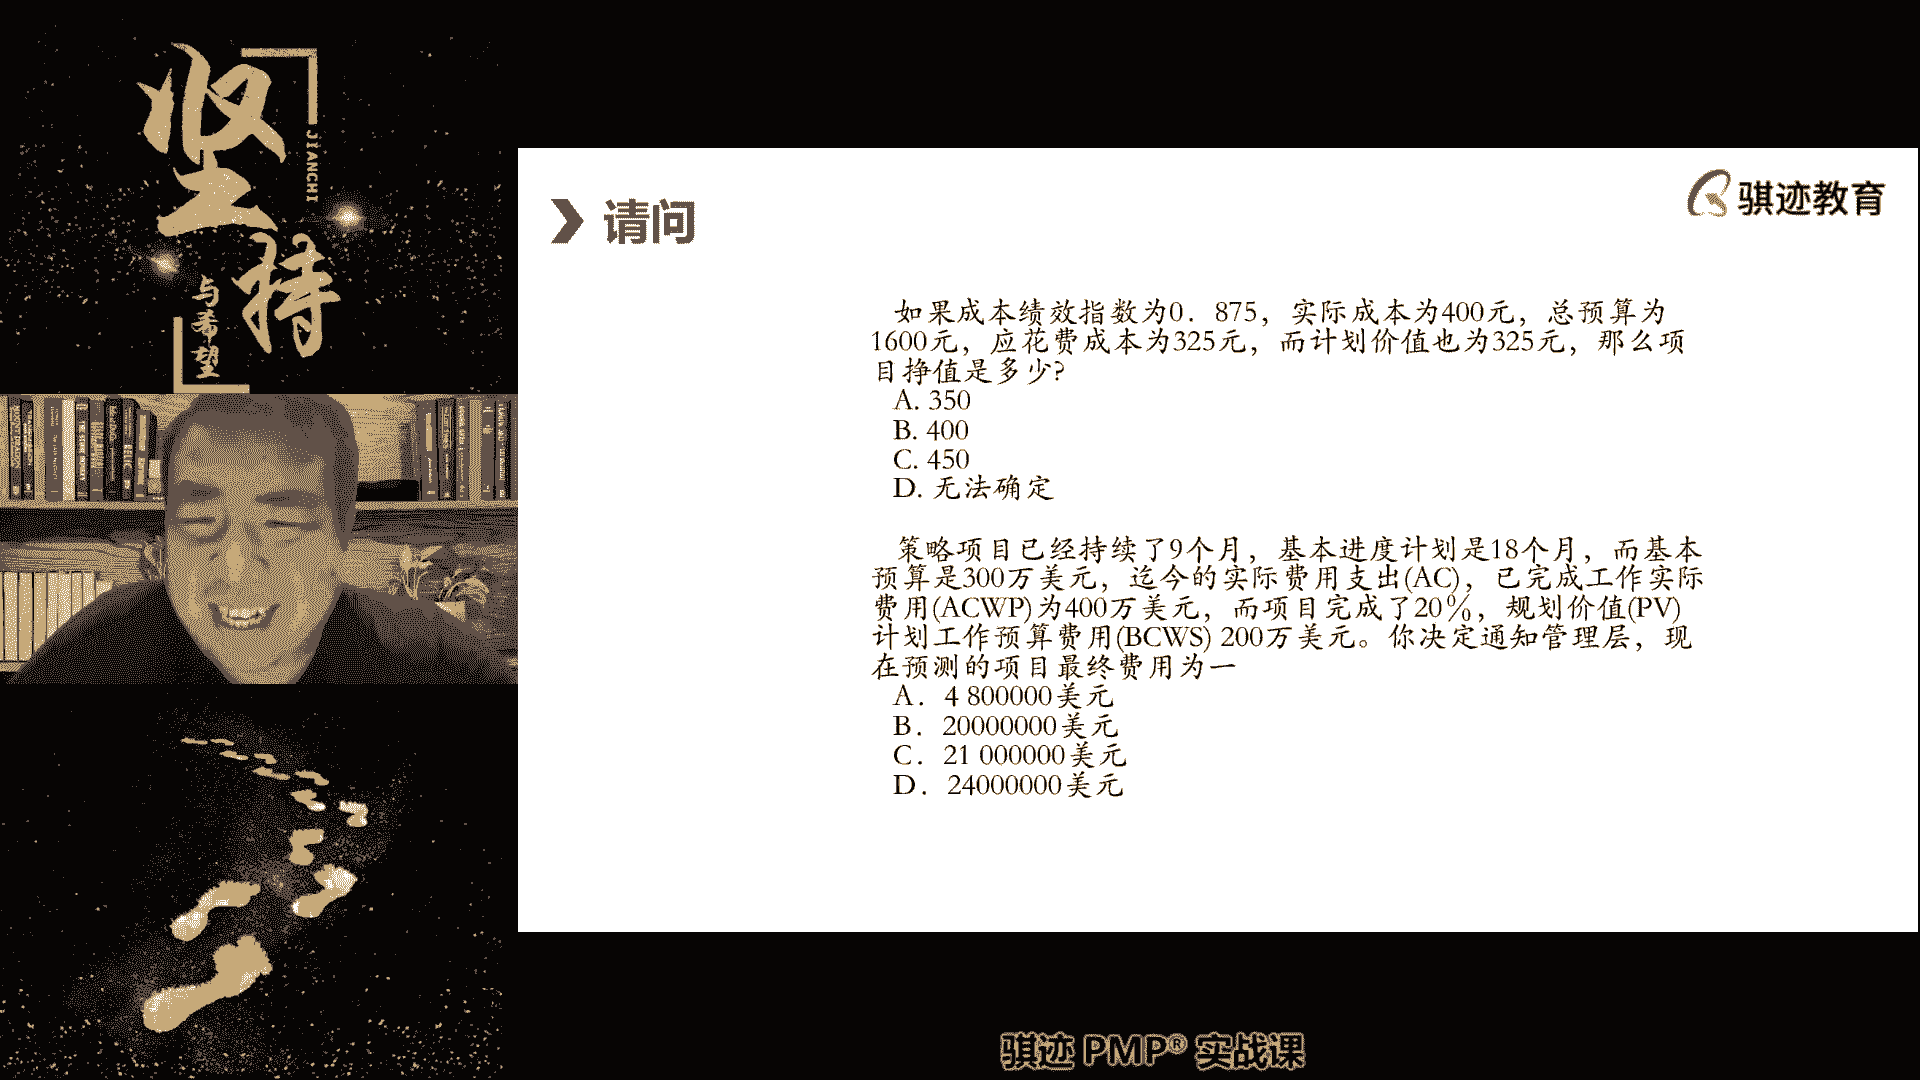 坚持
JIANCHI
与希望
请问
骐迹教育
如果成本绩效指数为0．875，实际成本为400元，总预算为
1600元，应花费成本为325元，而计划价值也为325元，那么项
目挣值是多少?
A. 350
B. 400
C. 450
D. 无法确定
策略项目已经持续了9个月，基本进度计划是18个月，而基本
预算是300万美元，迄今的实际费用支出(AC)，已完成工作实际
费用(ACWP)为400万美元，而项目完成了20％，规划价值(PV)
计划工作预算费用(BCWS) 200万美元。你决定通知管理层，现
在预测的项目最终费用为一
A．4 800000美元
B．20000000美元
C．21 000000美元
D．24000000美元
骐迹 PMP® 实战课